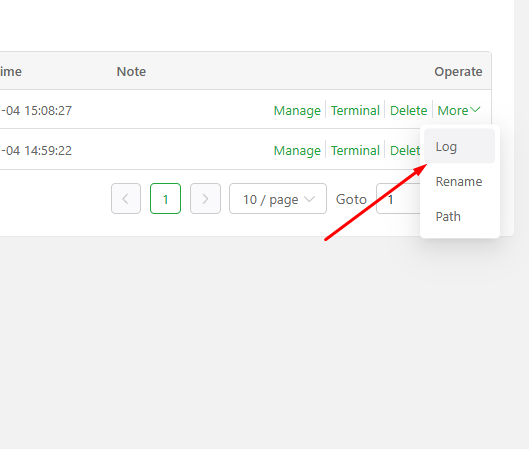 ime Note Operate
-04 15:08:27 Manage Terminal Delete More
-04 14:59:22 Manage Terminal Delet
Log
Rename
Path
1 10 / page Goto 1